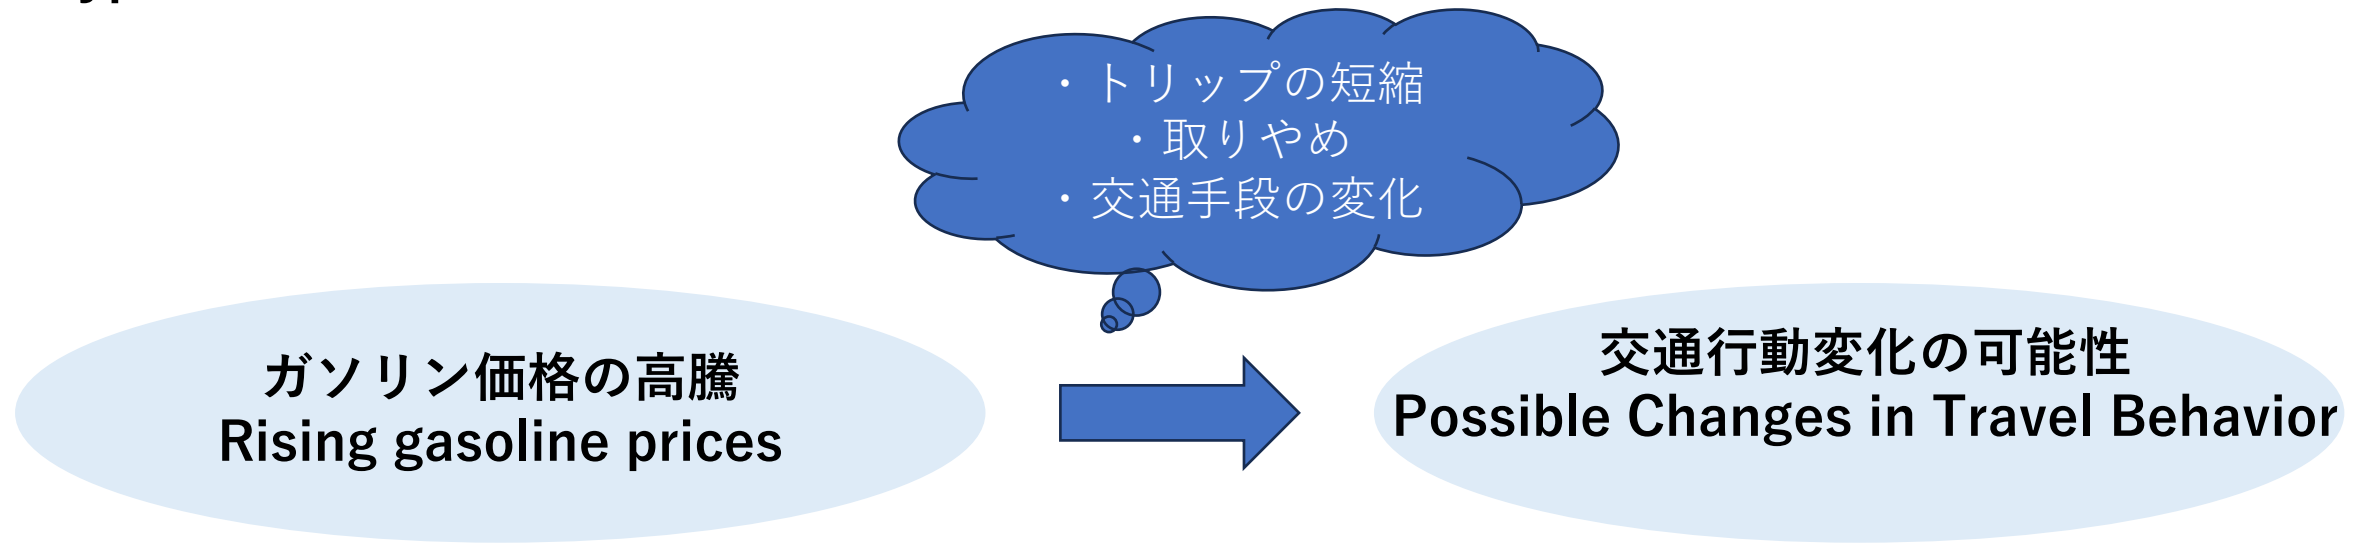 ・トリップの短縮
・取りやめ
・交通手段の変化
ガソリン価格の高騰
Rising gasoline prices
交通行動変化の可能性
Possible Changes in Travel Behavior